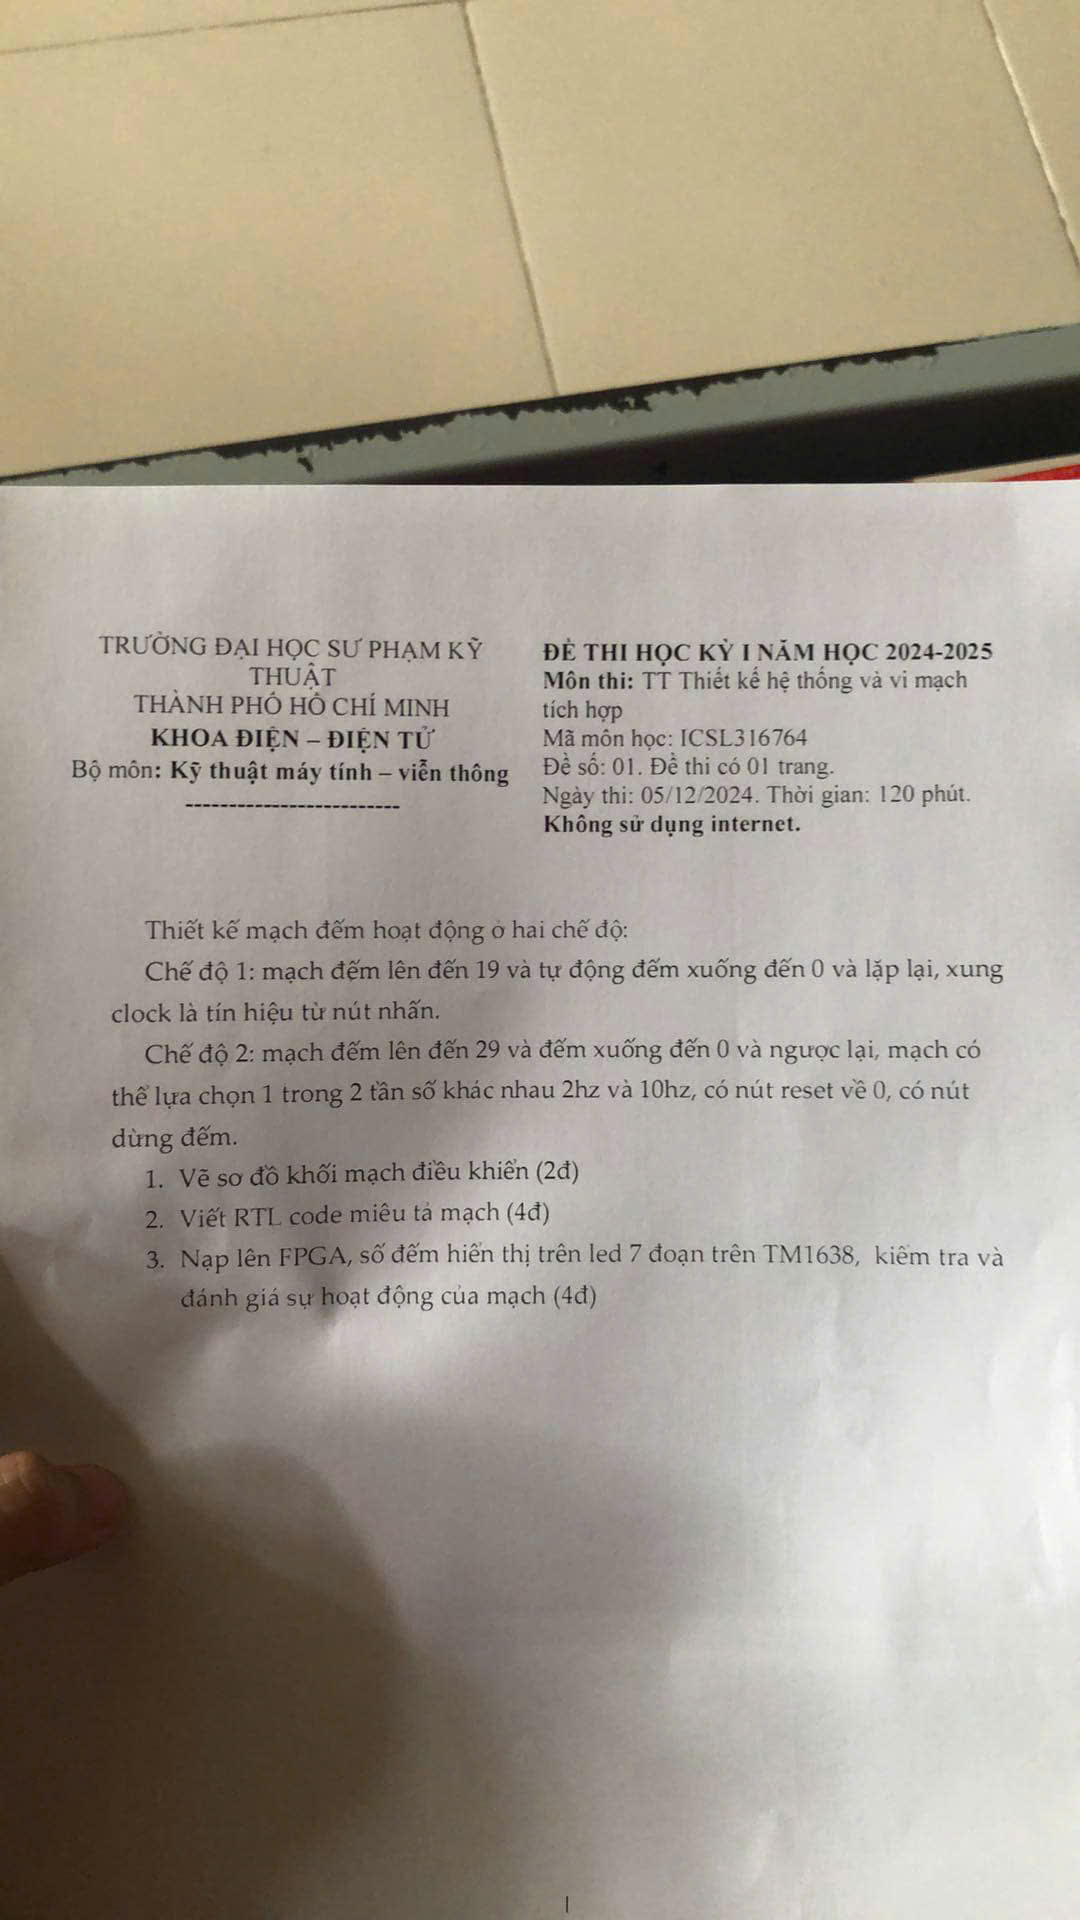 TRƯỜNG ĐẠI HỌC SƯ PHẠM KỸ
THUẬT
THÀNH PHỐ HỒ CHÍ MINH
KHOA ĐIỆN – ĐIỆN TỬ
Bộ môn: Kỹ thuật máy tính – viễn thông
-------------------------
ĐỀ THI HỌC KỲ I NĂM HỌC 2024-2025
Môn thi: TT Thiết kế hệ thống và vi mạch
tích hợp
Mã môn học: ICSL316764
Đề số: 01. Đề thi có 01 trang.
Ngày thi: 05/12/2024. Thời gian: 120 phút.
Không sử dụng internet.
Thiết kế mạch đếm hoạt động ở hai chế độ:
Chế độ 1: mạch đếm lên đến 19 và tự động đếm xuống đến 0 và lặp lại, xung
clock là tín hiệu từ nút nhấn.
Chế độ 2: mạch đếm lên đến 29 và đếm xuống đến 0 và ngược lại, mạch có
thể lựa chọn 1 trong 2 tần số khác nhau 2hz và 10hz, có nút reset về 0, có nút
dừng đếm.
1. Vẽ sơ đồ khối mạch điều khiển (2đ)
2. Viết RTL code miêu tả mạch (4đ)
3. Nạp lên FPGA, số đếm hiển thị trên led 7 đoạn trên TM1638, kiểm tra và
đánh giá sự hoạt động của mạch (4đ)